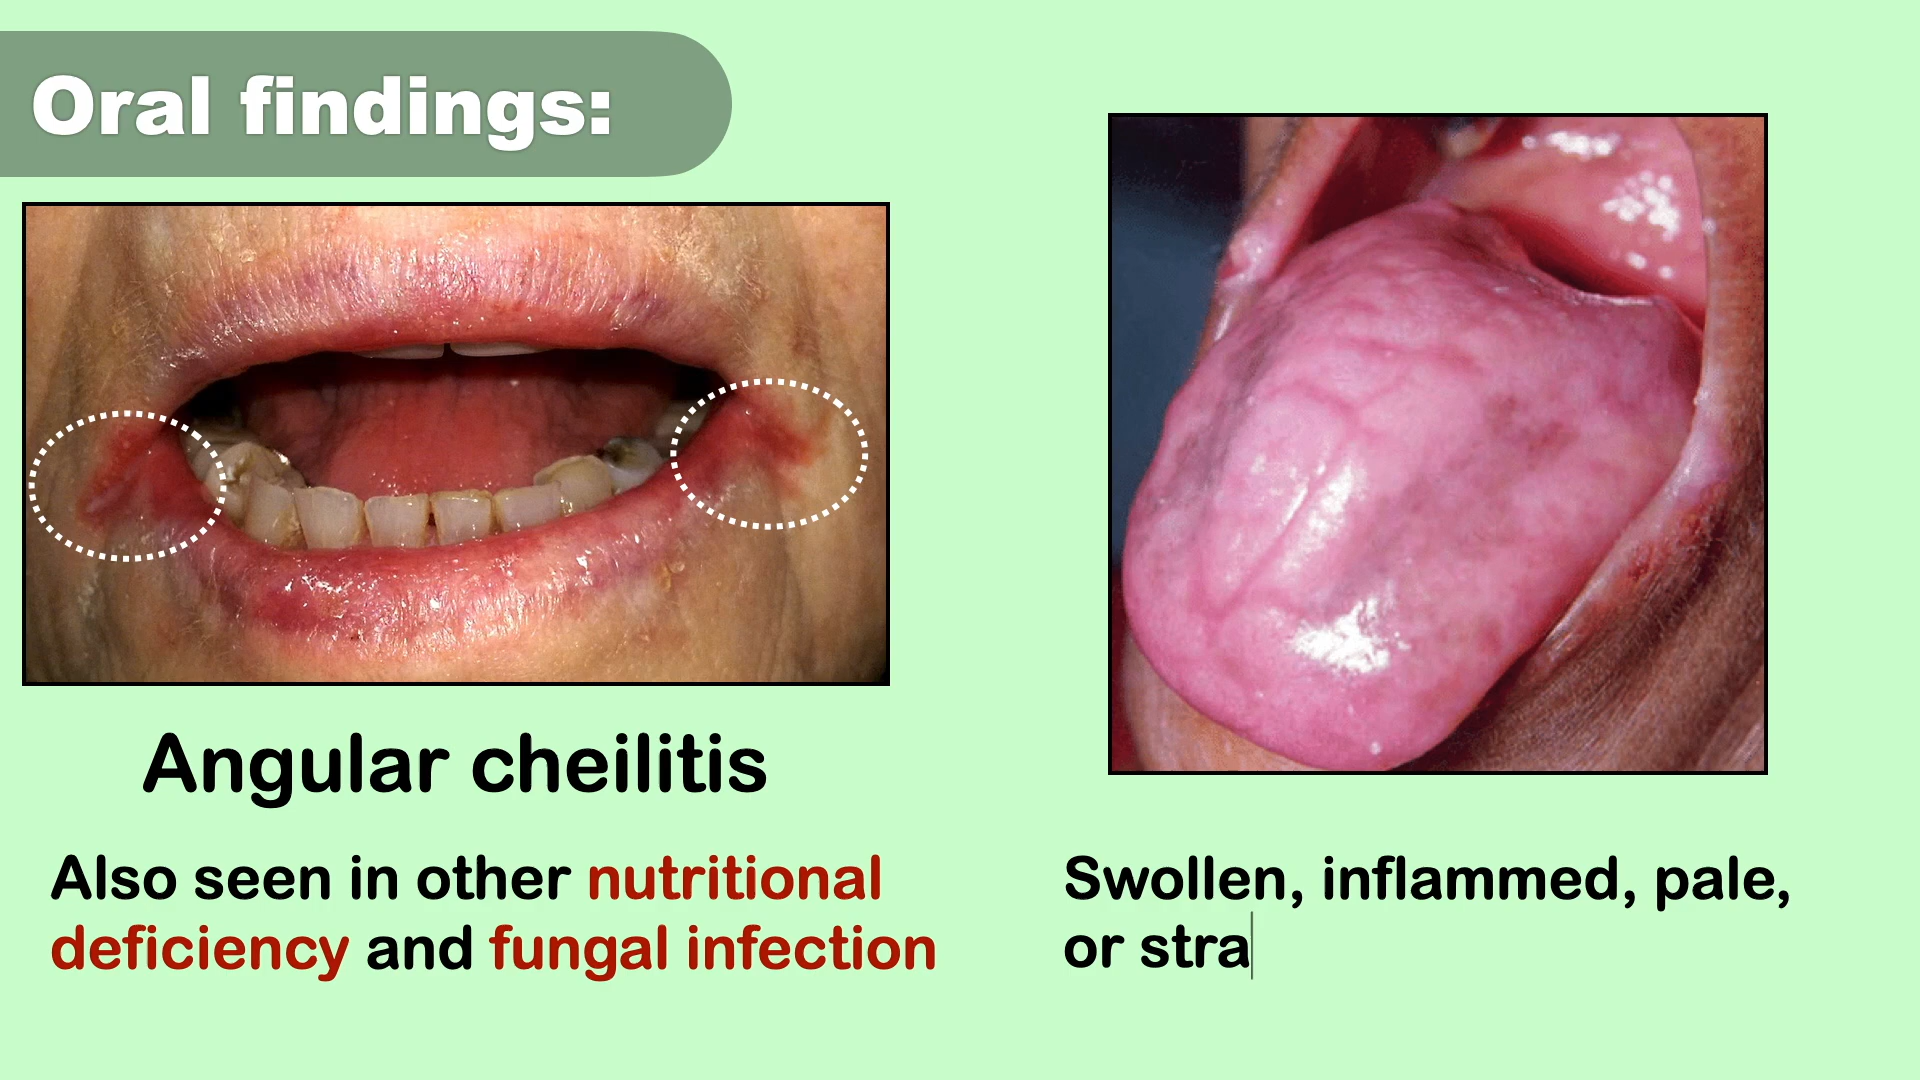 Oral findings:
Angular cheilitis
Also seen in other nutritional
deficiency and fungal infection
Swollen, inflammed, pale,
or stra